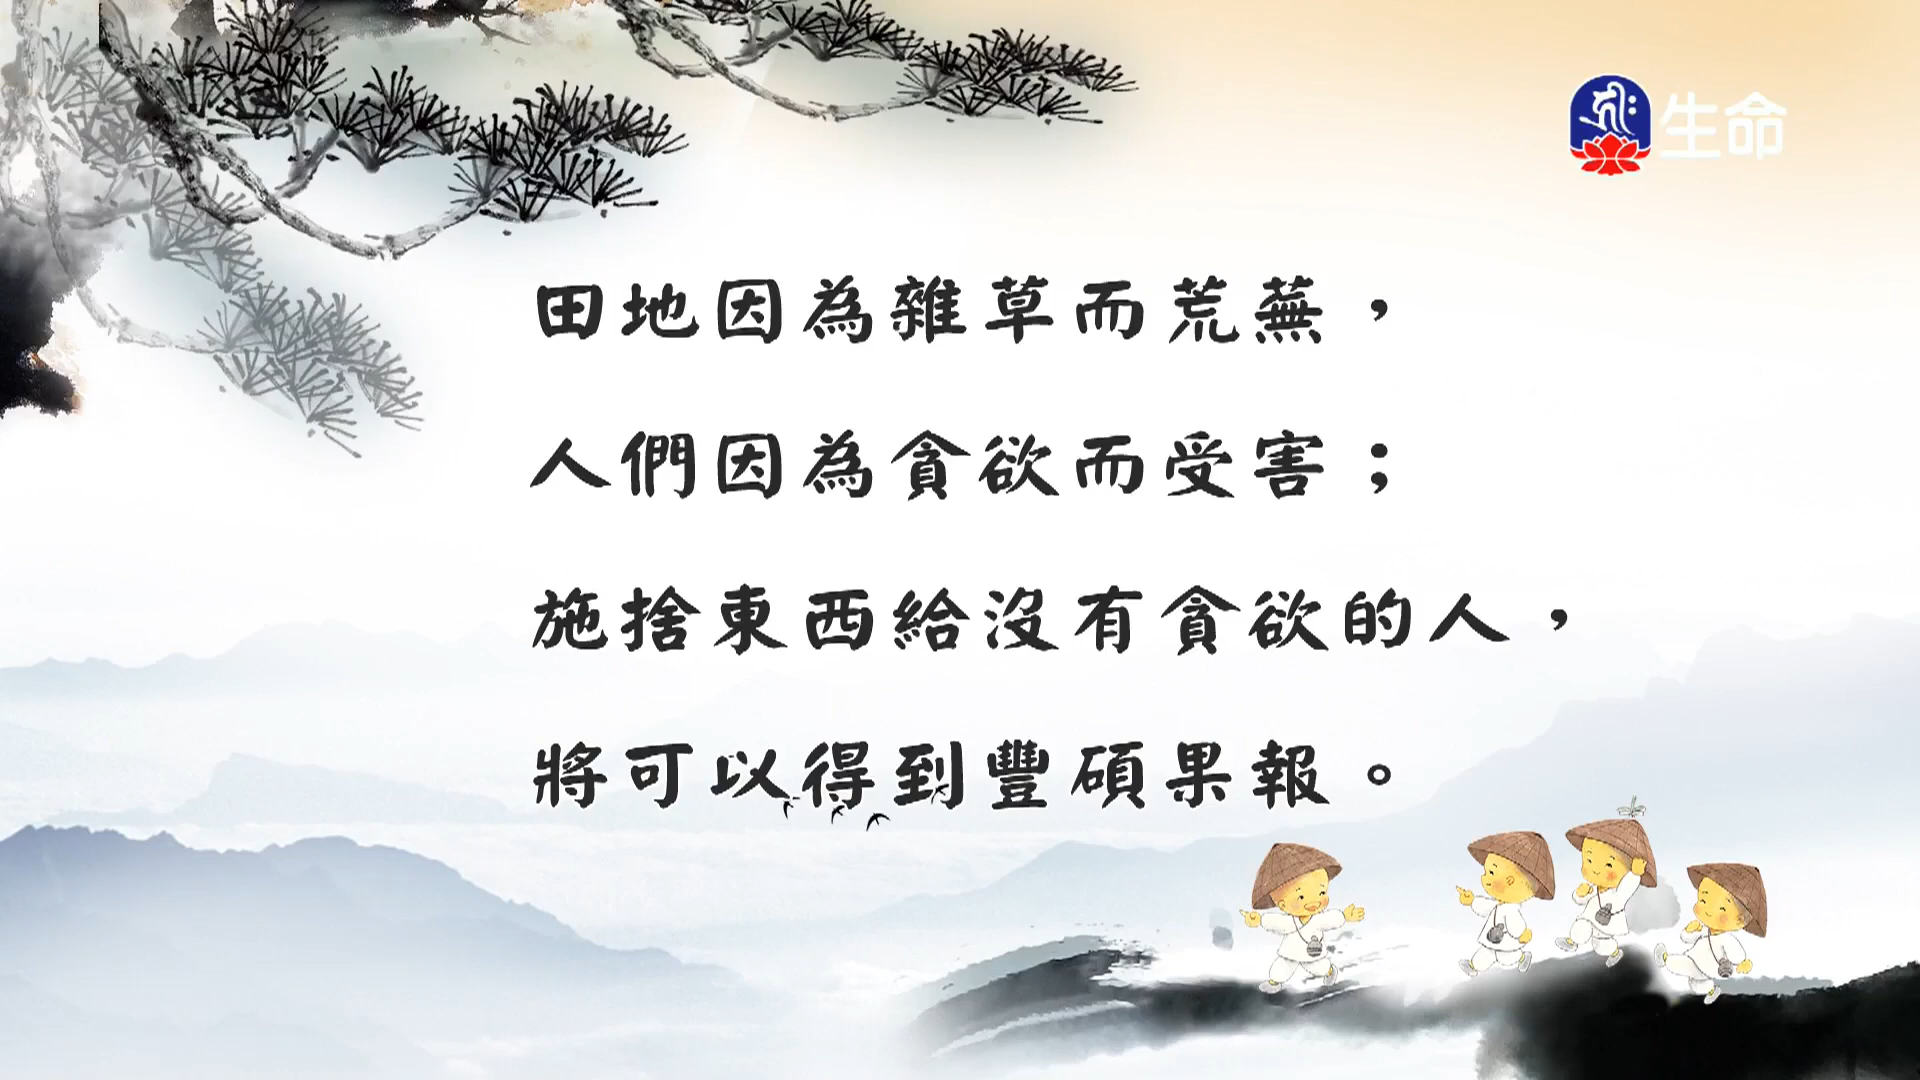 生命
田地因為雜草而荒蕪，
人們因為貪欲而受害；
施捨東西給沒有貪欲的人，
將可以得到豐碩果報。